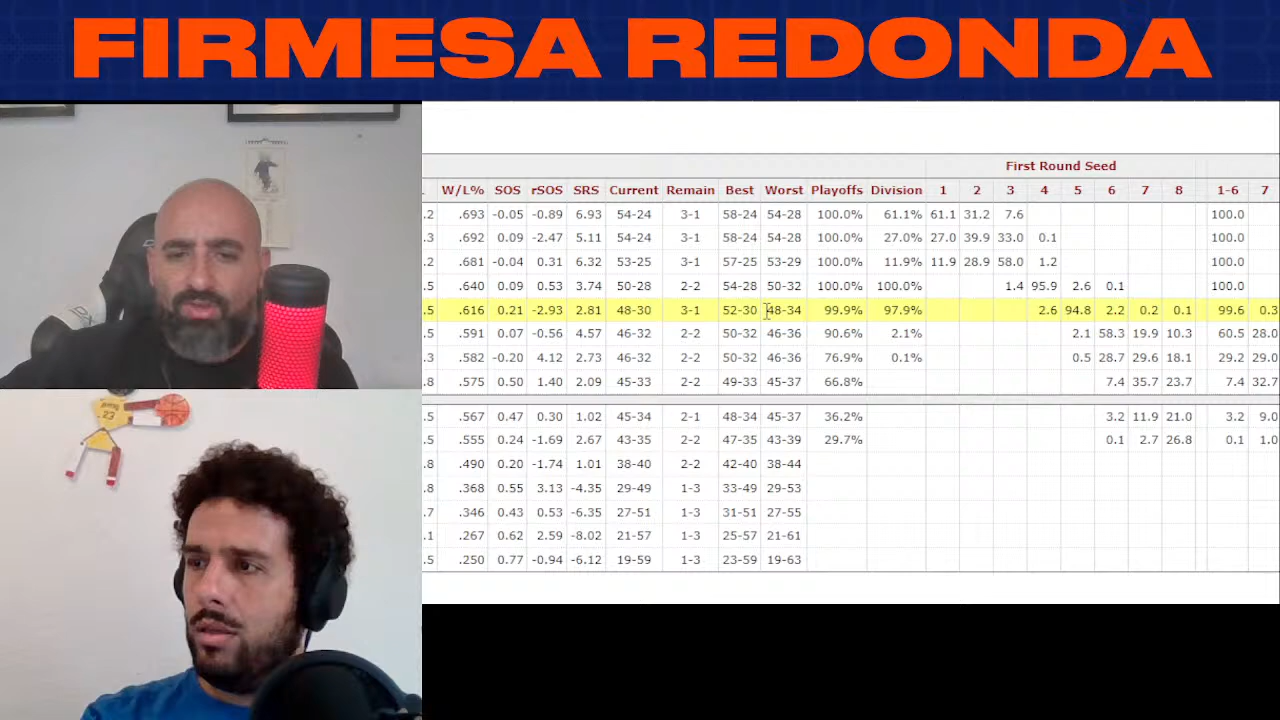 FIRMESA REDONDA
First Round Seed
W/L% SOS rSOS SRS Current Remain Best Worst Playoffs Division 1 2 3 4 5 6 7 8 1-6 7
.2 .693 -0.05 -0.89 6.93 54-24 3-1 58-24 54-28 100.0% 61.1% 61.1 31.2 7.6 100.0
.3 .692 0.09 -2.47 5.11 54-24 3-1 58-24 54-28 100.0% 27.0% 27.0 39.9 33.0 0.1 100.0
.2 .681 -0.04 0.31 6.32 53-25 3-1 57-25 53-29 100.0% 11.9% 11.9 28.9 58.0 1.2 100.0
.5 .640 0.09 0.53 3.74 50-28 2-2 54-28 50-32 100.0% 100.0% 1.4 95.9 2.6 0.1 100.0
.5 .616 0.21 -2.93 2.81 48-30 3-1 52-30 48-34 99.9% 97.9% 2.6 94.8 2.2 0.2 0.1 99.6 0.3
.5 .591 0.07 -0.56 4.57 46-32 2-2 50-32 46-36 90.6% 2.1% 2.1 58.3 19.9 10.3 60.5 28.0
.3 .582 -0.20 4.12 2.73 46-32 2-2 50-32 46-36 76.9% 0.1% 0.5 28.7 29.6 18.1 29.2 29.0
.8 .575 0.50 1.40 2.09 45-33 2-2 49-33 45-37 66.8% 7.4 35.7 23.7 7.4 32.7
.5 .567 0.47 0.30 1.02 45-34 2-1 48-34 45-37 36.2% 3.2 11.9 21.0 3.2 9.0
.5 .555 0.24 -1.69 2.67 43-35 2-2 47-35 43-39 29.7% 0.1 2.7 26.8 0.1 1.0
.8 .490 0.20 -1.74 1.01 38-40 2-2 42-40 38-44
.8 .368 0.55 3.13 -4.35 29-49 1-3 33-49 29-53
.7 .346 0.43 0.53 -6.35 27-51 1-3 31-51 27-55
.1 .267 0.62 2.59 -8.02 21-57 1-3 25-57 21-61
.5 .250 0.77 -0.94 -6.12 19-59 1-3 23-59 19-63
23